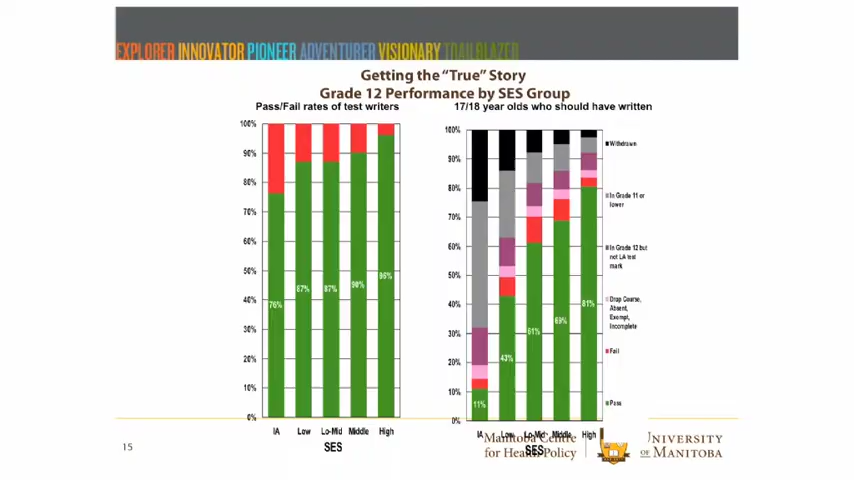 EXPLORER INNOVATOR PIONEER ADVENTURER VISIONARY TRAILBLAZER
Getting the "True" Story
Grade 12 Performance by SES Group
Pass/Fail rates of test writers
100%
90%
80%
70%
60%
50%
40%
30%
20%
10%
0%
76%
87%
87%
90%
96%
IA Low Lo-Mid Middle High
SES
17/18 year olds who should have written
100%
90%
80%
70%
60%
50%
40%
30%
20%
10%
0%
11%
43%
61%
69%
81%
IA Low Lo-Mid Middle High
SES
Withdrawn
In Grade 11 or
lower
In Grade 12 but
not LA test
mark
Drop Course,
Absent,
Exempt,
Incomplete
Fail
Pass
15
Manitoba Centre
for Health Policy
UNIVERSITY
OF MANITOBA